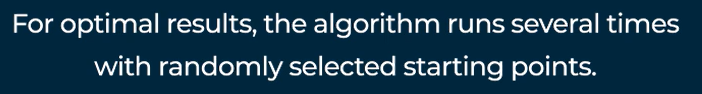 For optimal results, the algorithm runs several times
with randomly selected starting points.